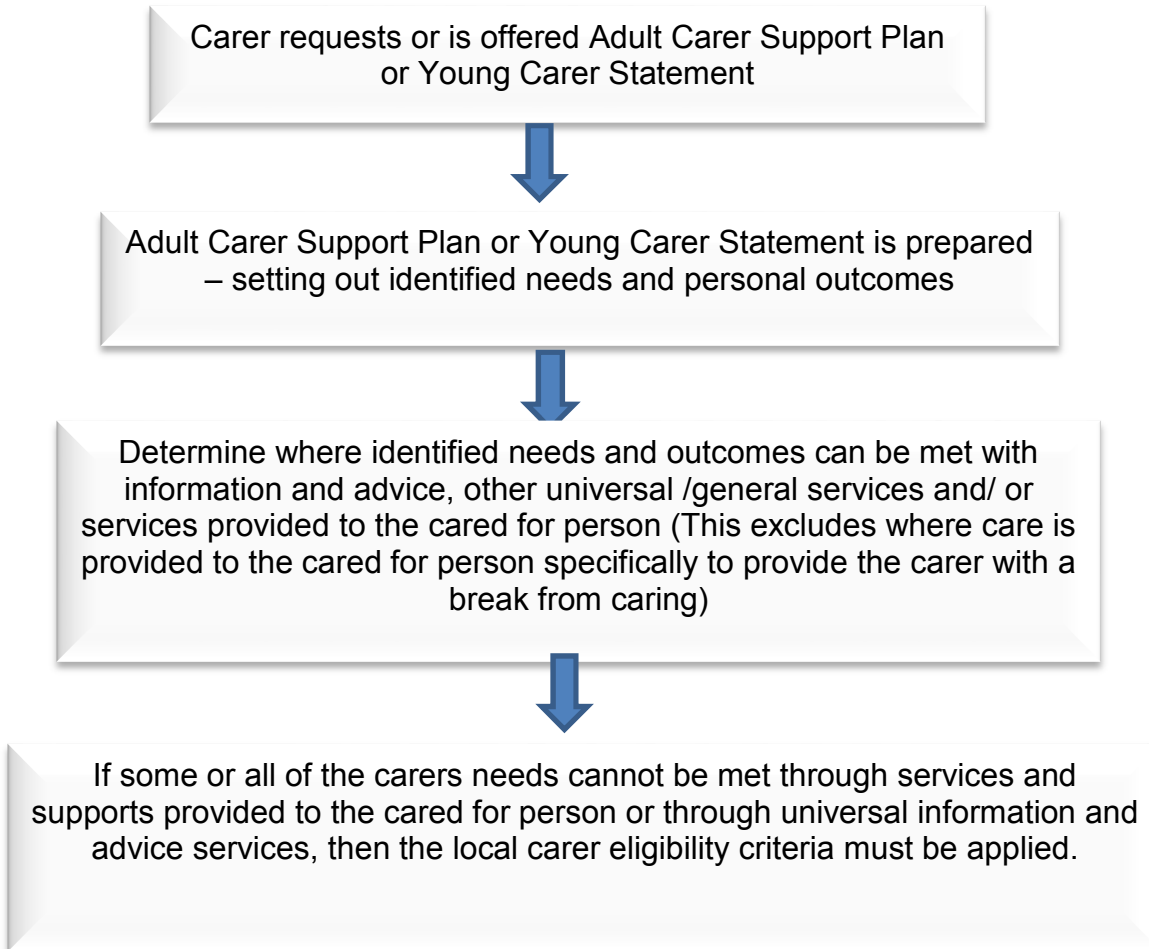 Carer requests or is offered Adult Carer Support Plan
or Young Carer Statement
Adult Carer Support Plan or Young Carer Statement is prepared
– setting out identified needs and personal outcomes
Determine where identified needs and outcomes can be met with
information and advice, other universal /general services and/ or
services provided to the cared for person (This excludes where care is
provided to the cared for person specifically to provide the carer with a
break from caring)
If some or all of the carers needs cannot be met through services and
supports provided to the cared for person or through universal information and
advice services, then the local carer eligibility criteria must be applied.